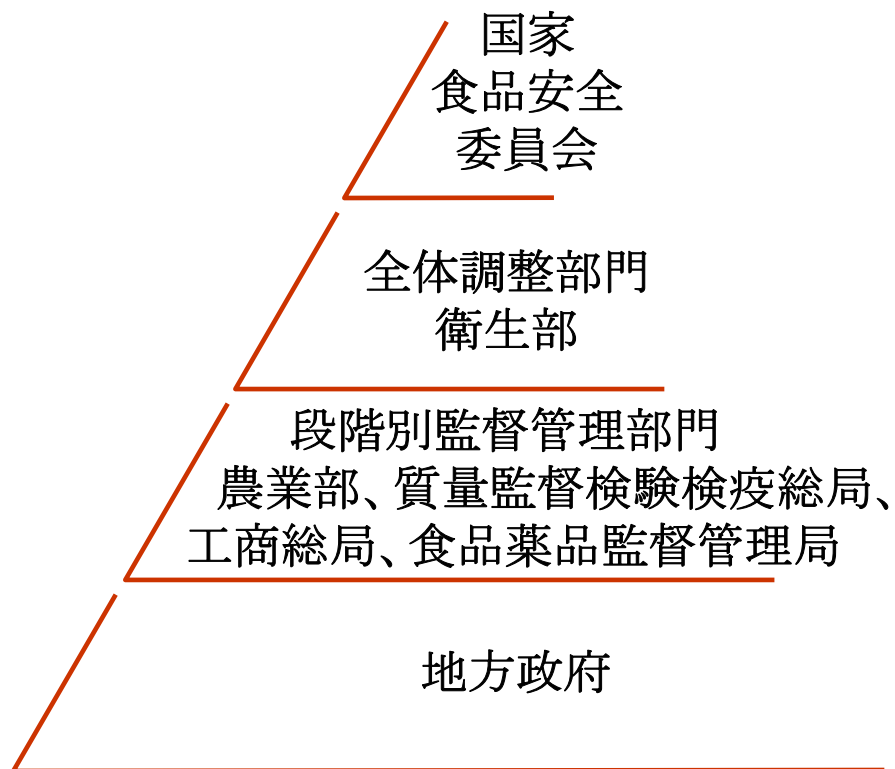 国家
食品安全
委員会
全体調整部門
衛生部
段階別監督管理部門
農業部、質量監督検験検疫総局、
工商総局、食品薬品監督管理局
地方政府